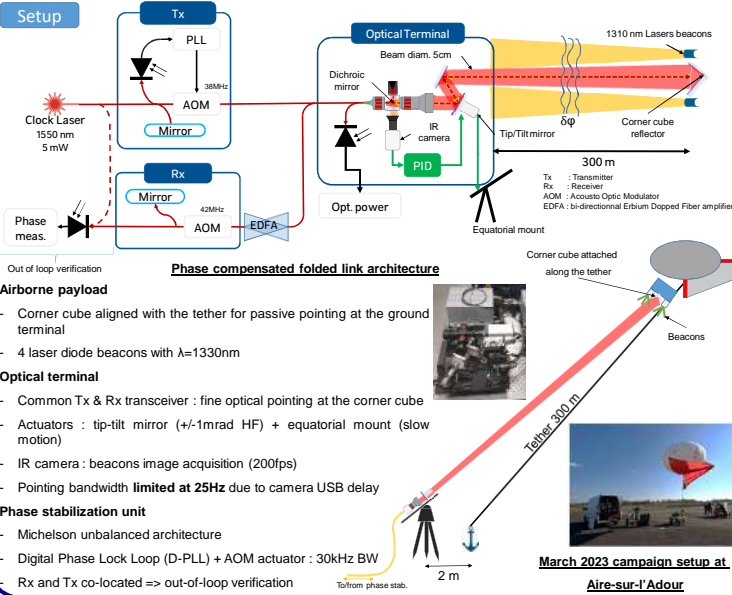 Setup
Tx
PLL
38MHz
AOM
Mirror
Clock Laser
1550 nm
5 mW
Rx
Mirror
42MHz
AOM
EDFA
Phase
meas.
Out of loop verification
Optical Terminal
Beam diam. 5cm
Dichroic
mirror
IR
camera
PID
Tip/Tilt mirror
Opt. power
Equatorial mount
1310 nm Lasers beacons
δφ
Corner cube
reflector
300 m
Tx : Transmitter
Rx : Receiver
AOM : Acousto Optic Modulator
EDFA : bi-directionnal Erbium Dopped Fiber amplifier
Phase compensated folded link architecture
Airborne payload
- Corner cube aligned with the tether for passive pointing at the ground
terminal
- 4 laser diode beacons with λ=1330nm
Optical terminal
- Common Tx & Rx transceiver : fine optical pointing at the corner cube
- Actuators : tip-tilt mirror (+/-1mrad HF) + equatorial mount (slow
motion)
- IR camera : beacons image acquisition (200fps)
- Pointing bandwidth limited at 25Hz due to camera USB delay
Phase stabilization unit
- Michelson unbalanced architecture
- Digital Phase Lock Loop (D-PLL) + AOM actuator : 30kHz BW
- Rx and Tx co-located => out-of-loop verification
Corner cube attached
along the tether
Beacons
Tether 300 m
2 m
To/from phase stab.
March 2023 campaign setup at
Aire-sur-l'Adour